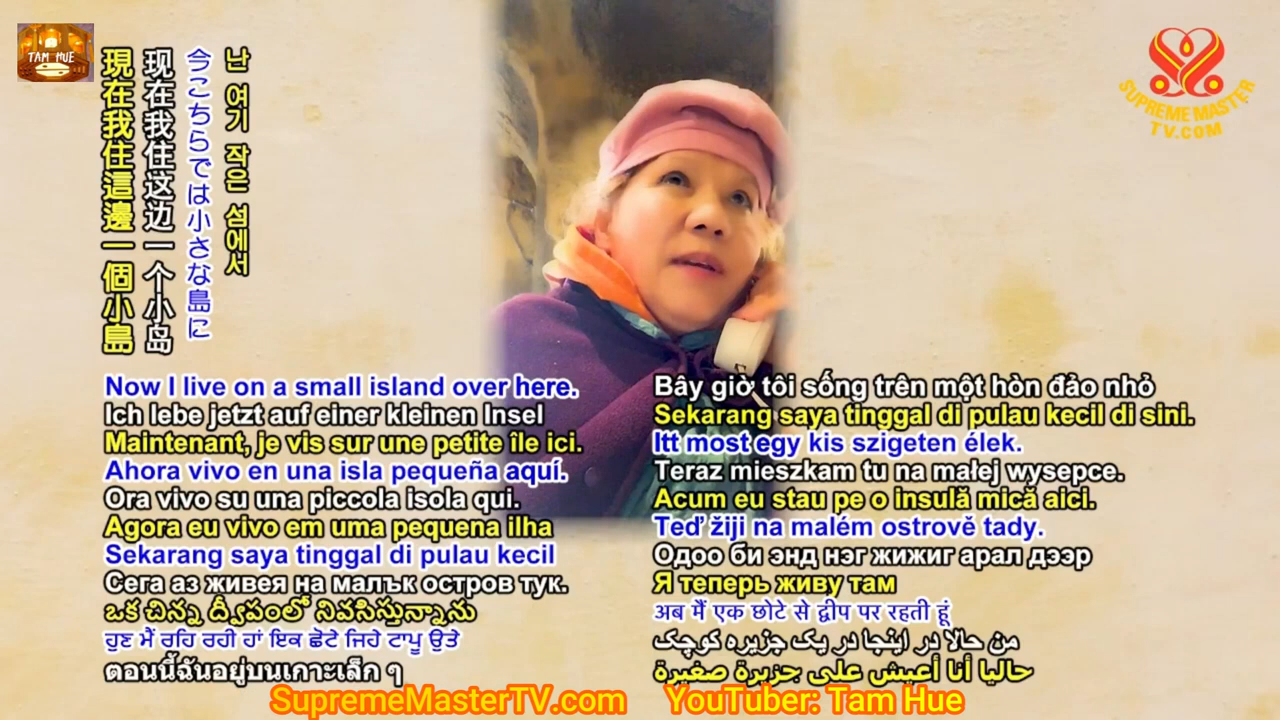 TAM HUE
SUPREME MASTER
TV.COM
現在我住這邊一個小島
现在我住这边一个小岛
今こちらでは小さな島に
난 여기 작은 섬에서
Now I live on a small island over here.
Ich lebe jetzt auf einer kleinen Insel
Maintenant, je vis sur une petite île ici.
Ahora vivo en una isla pequeña aquí.
Ora vivo su una piccola isola qui.
Agora eu vivo em uma pequena ilha
Sekarang saya tinggal di pulau kecil
Сега аз живея на малък остров тук.
ఒక చిన్న ద్వీపంలో నివసిస్తున్నాను
ਹੁਣ ਮੈਂ ਰਹਿ ਰਹੀ ਹਾਂ ਇਕ ਛੋਟੇ ਜਿਹੇ ਟਾਪੂ ਉਤੇ
ตอนนี้ฉันอยู่บนเกาะเล็ก ๆ
Bây giờ tôi sống trên một hòn đảo nhỏ
Sekarang saya tinggal di pulau kecil di sini.
Itt most egy kis szigeten élek.
Teraz mieszkam tu na małej wysepce.
Acum eu stau pe o insulă mică aici.
Teď žiji na malém ostrově tady.
Одоо би энд нэг жижиг арал дээр
Я теперь живу там
अब मैं एक छोटे से द्वीप पर रहती हूं
من حالا در اینجا در یک جزیره کوچک
حاليا أنا أعيش على جزيرة صغيرة
SupremeMasterTV.com YouTuber: Tam Hue